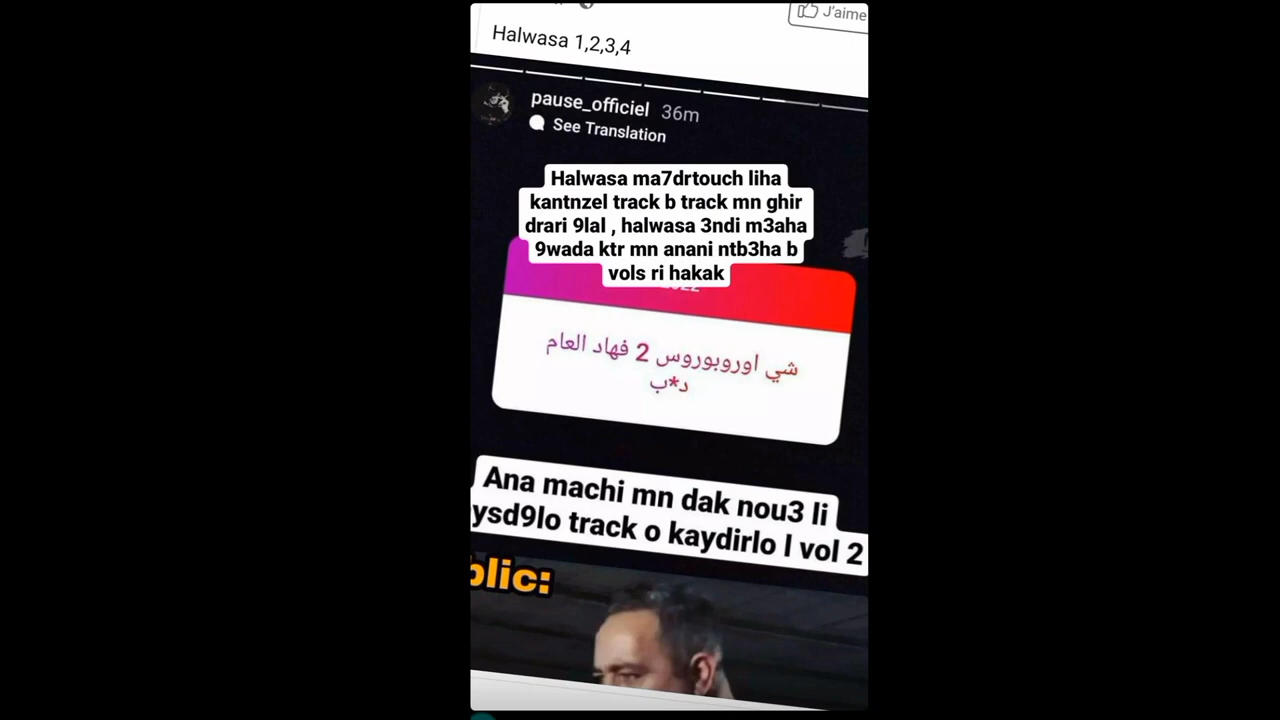 J'aime
Halwasa 1,2,3,4
pause_officiel 36m
See Translation
Halwasa ma7drtouch liha
kantnzel track b track mn ghir
drari 9lal , halwasa 3ndi m3aha
9wada ktr mn anani ntb3ha b
vols ri hakak
شي اوروبوروس 2 فهاد العام
د*ب
Ana machi mn dak nou3 li
ysd9lo track o kaydirlo l vol 2
blic: